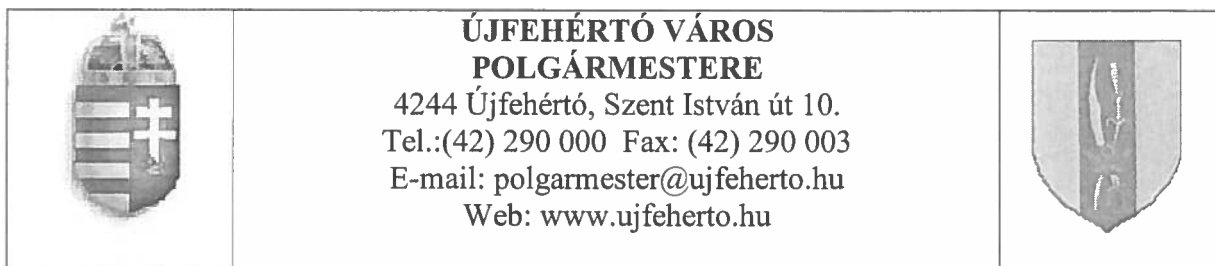 ÚJFEHÉRTÓ VÁROS
POLGÁRMESTERE
4244 Újfehértó, Szent István út 10.
Tel.:(42) 290 000 Fax: (42) 290 003
E-mail: polgarmester@ujfeherto.hu
Web: www.ujfeherto.hu